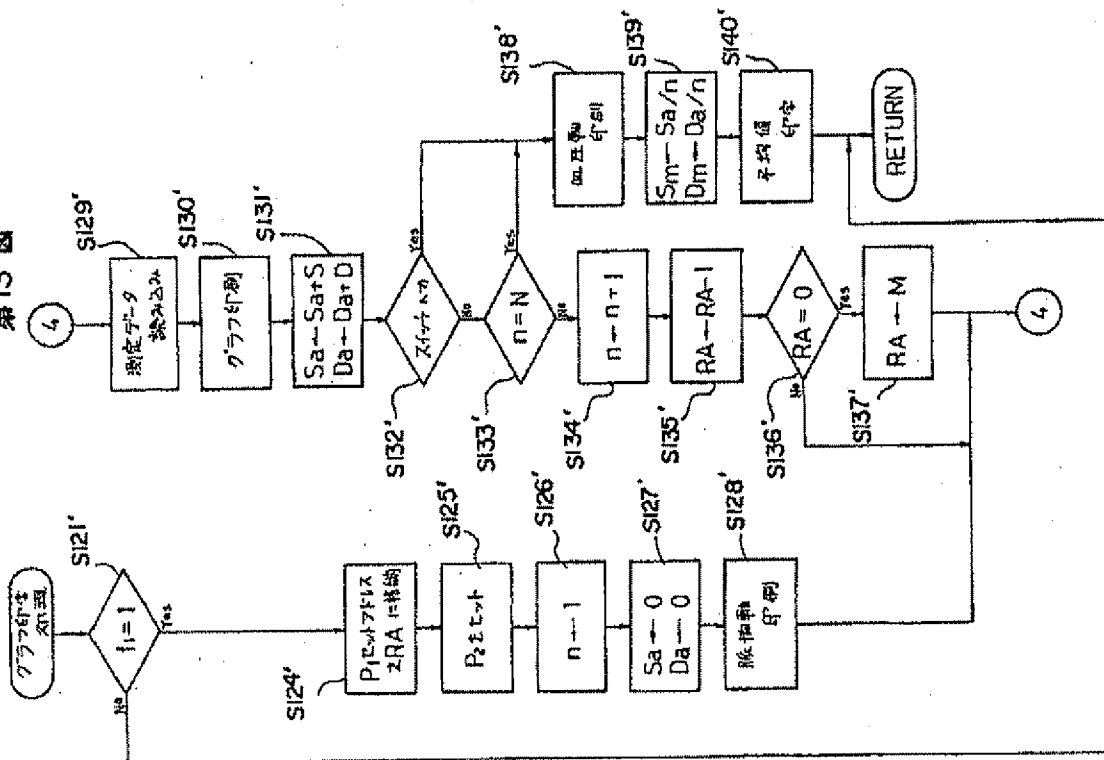 第13図
グラフ印字
処理
S121'
f₁=1
No
Yes
S124'
P₁セットアドレス
をRAに格納
S125'
P₂をセット
S126'
n←1
S127'
Sa←0
Da←0
S128'
脈拍軸
印刷
4
S129'
測定データ
読み込み
S130'
グラフ印刷
S131'
Sa←Sa+S
Da←Da+D
S132'
スイッチ入力
Yes
No
S133'
n=N
Yes
No
S134'
n←n+1
S135'
RA←RA-1
S136'
RA=0
No
Yes
S137'
RA←M
4
S138'
血圧軸
印刷
S139'
Sm←Sa/n
Dm←Da/n
S140'
平均値
印字
RETURN